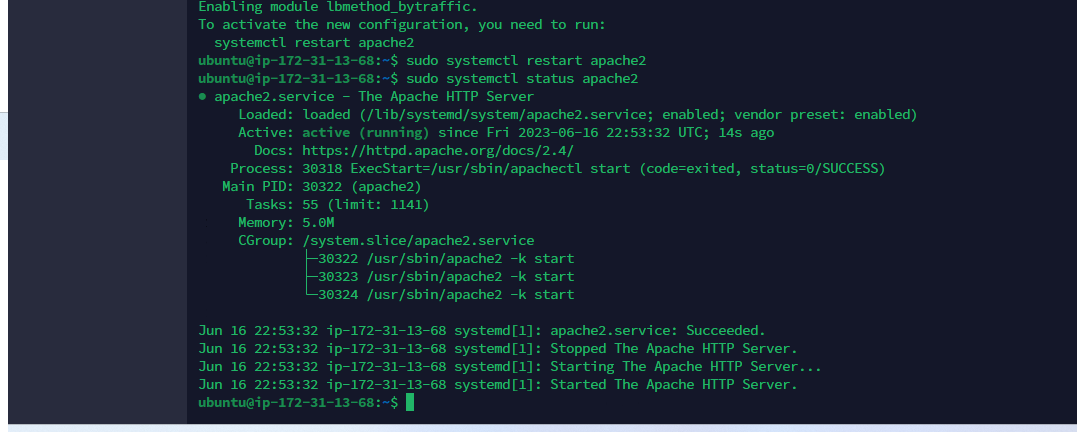 Enabling module lbmethod_bytraffic.
To activate the new configuration, you need to run:
  systemctl restart apache2
ubuntu@ip-172-31-13-68:~$ sudo systemctl restart apache2
ubuntu@ip-172-31-13-68:~$ sudo systemctl status apache2
● apache2.service - The Apache HTTP Server
     Loaded: loaded (/lib/systemd/system/apache2.service; enabled; vendor preset: enabled)
     Active: active (running) since Fri 2023-06-16 22:53:32 UTC; 14s ago
       Docs: https://httpd.apache.org/docs/2.4/
    Process: 30318 ExecStart=/usr/sbin/apachectl start (code=exited, status=0/SUCCESS)
   Main PID: 30322 (apache2)
      Tasks: 55 (limit: 1141)
     Memory: 5.0M
     CGroup: /system.slice/apache2.service
             ├─30322 /usr/sbin/apache2 -k start
             ├─30323 /usr/sbin/apache2 -k start
             └─30324 /usr/sbin/apache2 -k start
Jun 16 22:53:32 ip-172-31-13-68 systemd[1]: apache2.service: Succeeded.
Jun 16 22:53:32 ip-172-31-13-68 systemd[1]: Stopped The Apache HTTP Server.
Jun 16 22:53:32 ip-172-31-13-68 systemd[1]: Starting The Apache HTTP Server...
Jun 16 22:53:32 ip-172-31-13-68 systemd[1]: Started The Apache HTTP Server.
ubuntu@ip-172-31-13-68:~$